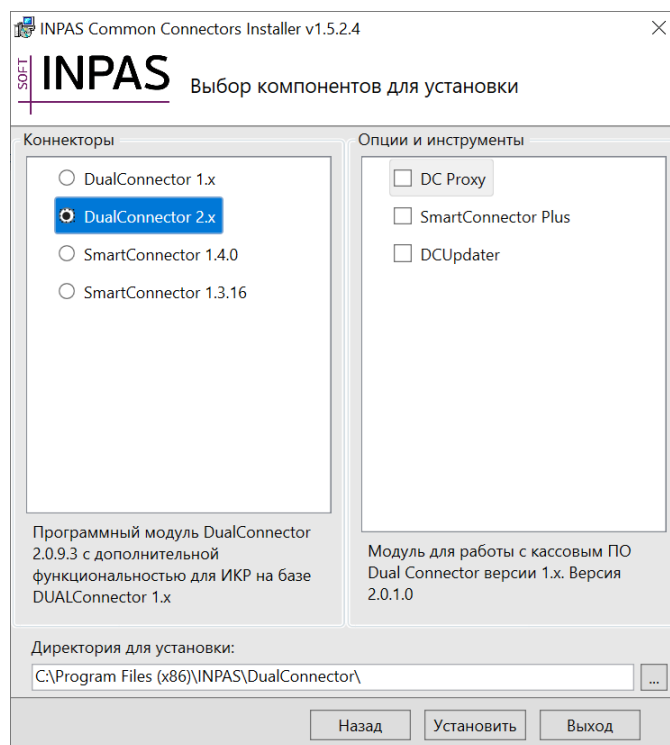 INPAS Common Connectors Installer v1.5.2.4
SOFT INPAS
Выбор компонентов для установки
Коннекторы
DualConnector 1.x
DualConnector 2.x
SmartConnector 1.4.0
SmartConnector 1.3.16
Программный модуль DualConnector
2.0.9.3 с дополнительной
функциональностью для ИКР на базе
DUALConnector 1.x
Опции и инструменты
DC Proxy
SmartConnector Plus
DCUpdater
Модуль для работы с кассовым ПО
Dual Connector версии 1.x. Версия
2.0.1.0
Директория для установки:
C:\Program Files (x86)\INPAS\DualConnector\
...
Назад
Установить
Выход